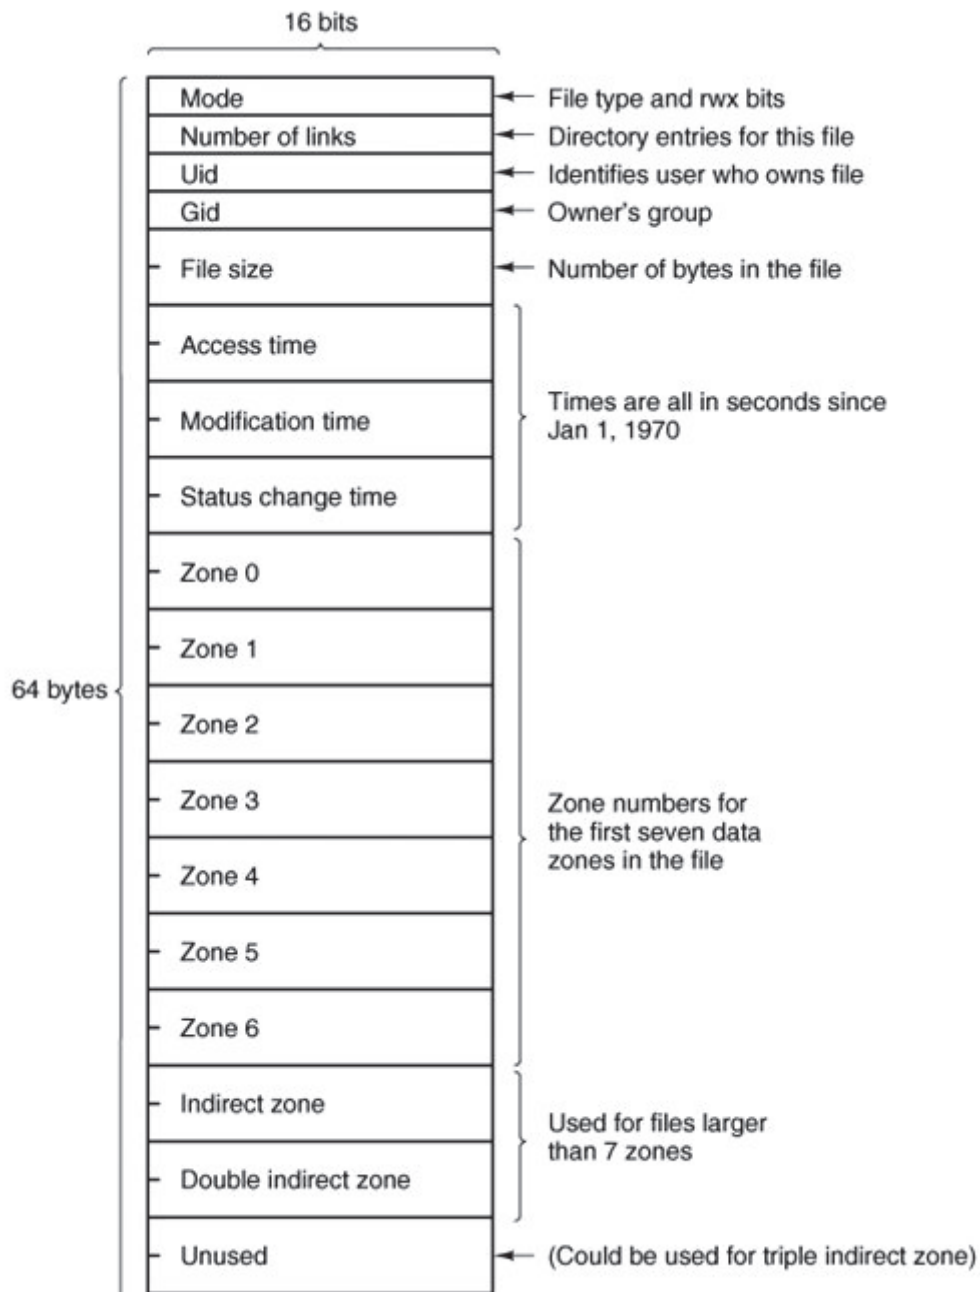 16 bits
Mode
File type and rwx bits
Number of links
Directory entries for this file
Uid
Identifies user who owns file
Gid
Owner's group
File size
Number of bytes in the file
Access time
Modification time
Times are all in seconds since
Jan 1, 1970
Status change time
Zone 0
Zone 1
64 bytes
Zone 2
Zone 3
Zone 4
Zone numbers for
the first seven data
zones in the file
Zone 5
Zone 6
Indirect zone
Double indirect zone
Used for files larger
than 7 zones
Unused
(Could be used for triple indirect zone)